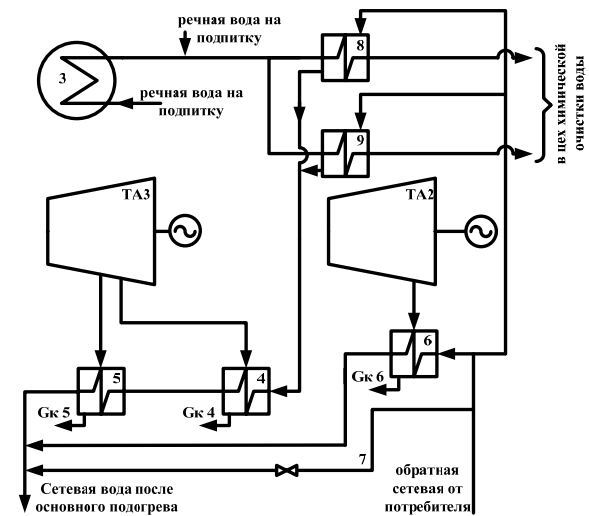 речная вода на
подпитку
8
3
речная вода на
подпитку
в цех химической
очистки воды
9
ТА3
ТА2
6
5
4
Gк 6
Gк 5
Gк 4
7
Сетевая вода после
основного подогрева
обратная
сетевая от
потребителя